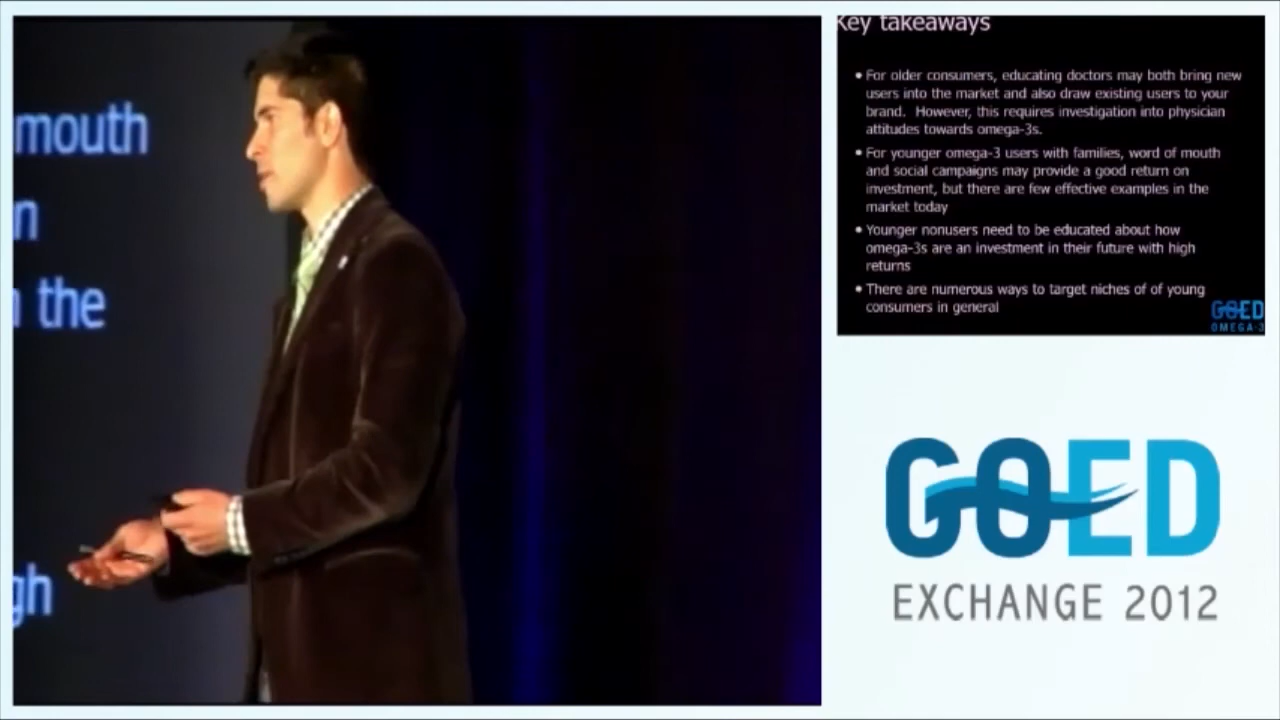 mouth
n
the
gh
Key takeaways
• For older consumers, educating doctors may both bring new
users into the market and also draw existing users to your
brand. However, this requires investigation into physician
attitudes towards omega-3s.
• For younger omega-3 users with families, word of mouth
and social campaigns may provide a good return on
investment, but there are few effective examples in the
market today
• Younger nonusers need to be educated about how
omega-3s are an investment in their future with high
returns
• There are numerous ways to target niches of of young
consumers in general
GOED
OMEGA-3
GOED
EXCHANGE 2012